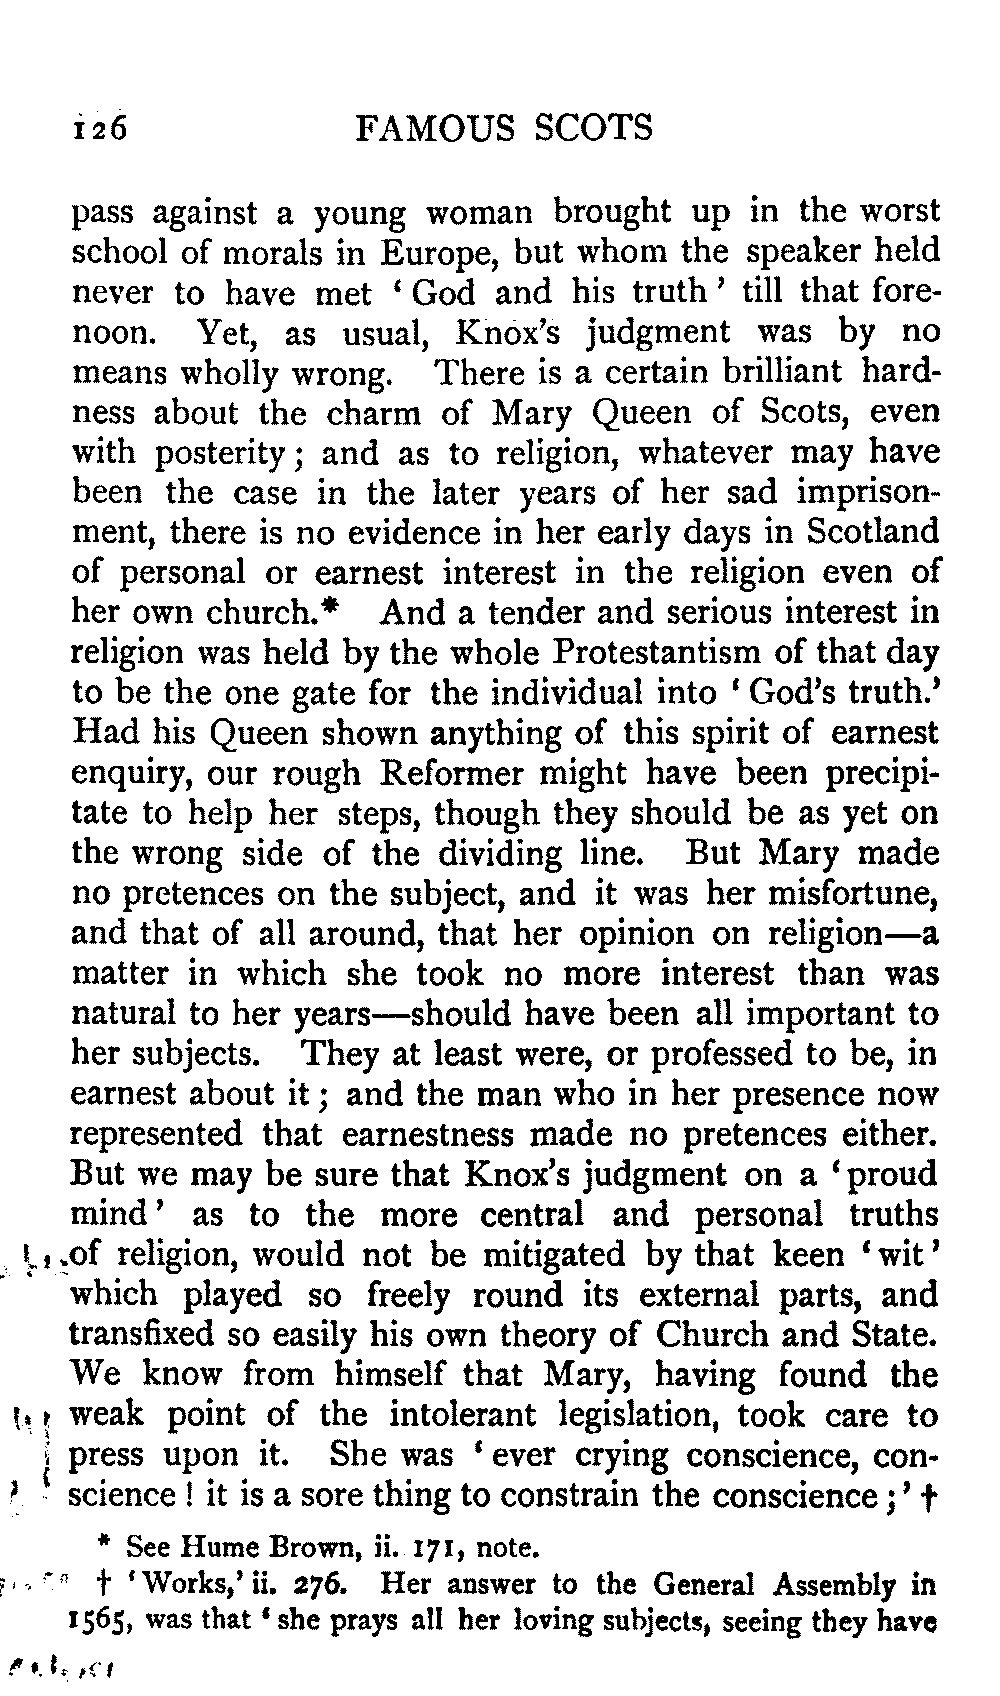 126 FAMOUS SCOTS
pass against a young woman brought up in the worst
school of morals in Europe, but whom the speaker held
never to have met ‘God and his truth’ till that fore-
noon. Yet, as usual, Knox’s judgment was by no
means wholly wrong. There is a certain brilliant hard-
ness about the charm of Mary Queen of Scots, even
with posterity; and as to religion, whatever may have
been the case in the later years of her sad imprison-
ment, there is no evidence in her early days in Scotland
of personal or earnest interest in the religion even of
her own church.* And a tender and serious interest in
religion was held by the whole Protestantism of that day
to be the one gate for the individual into ‘God’s truth.’
Had his Queen shown anything of this spirit of earnest
enquiry, our rough Reformer might have been precipi-
tate to help her steps, though they should be as yet on
the wrong side of the dividing line. But Mary made
no pretences on the subject, and it was her misfortune,
and that of all around, that her opinion on religion—a
matter in which she took no more interest than was
natural to her years—should have been all important to
her subjects. They at least were, or professed to be, in
earnest about it; and the man who in her presence now
represented that earnestness made no pretences either.
But we may be sure that Knox’s judgment on a ‘proud
mind’ as to the more central and personal truths
of religion, would not be mitigated by that keen ‘wit’
which played so freely round its external parts, and
transfixed so easily his own theory of Church and State.
We know from himself that Mary, having found the
weak point of the intolerant legislation, took care to
press upon it. She was ‘ever crying conscience, con-
science! it is a sore thing to constrain the conscience;’ †
* See Hume Brown, ii. 171, note.
† ‘Works,’ ii. 276. Her answer to the General Assembly in
1565, was that ‘she prays all her loving subjects, seeing they have